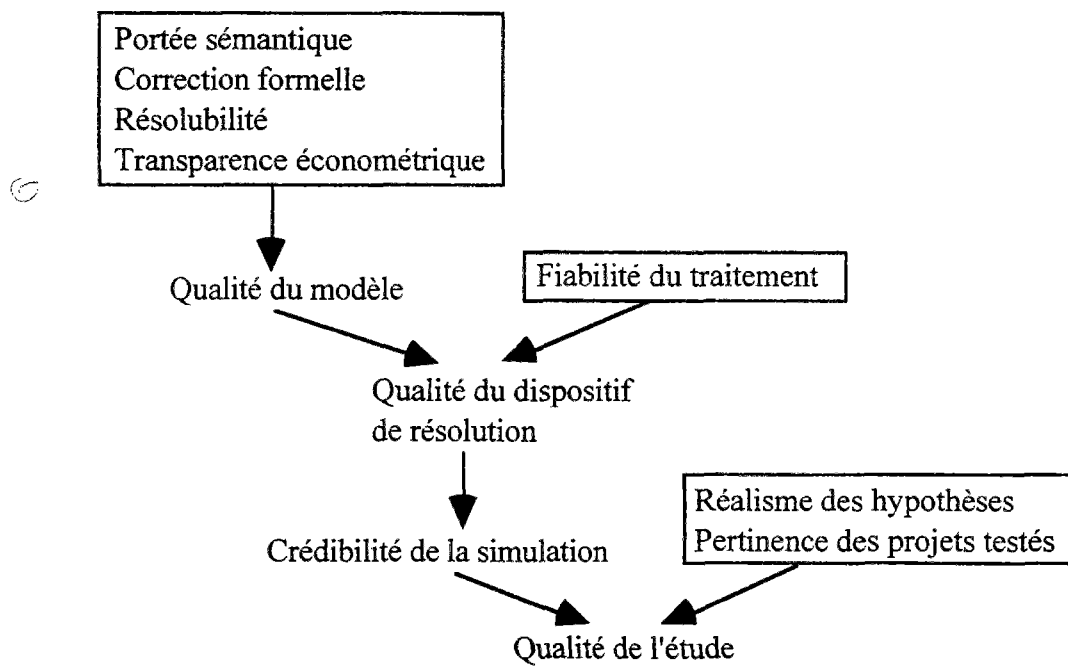 Portée sémantique
Correction formelle
Résolubilité
Transparence économétrique
Qualité du modèle
Fiabilité du traitement
Qualité du dispositif
de résolution
Réalisme des hypothèses
Pertinence des projets testés
Crédibilité de la simulation
Qualité de l'étude